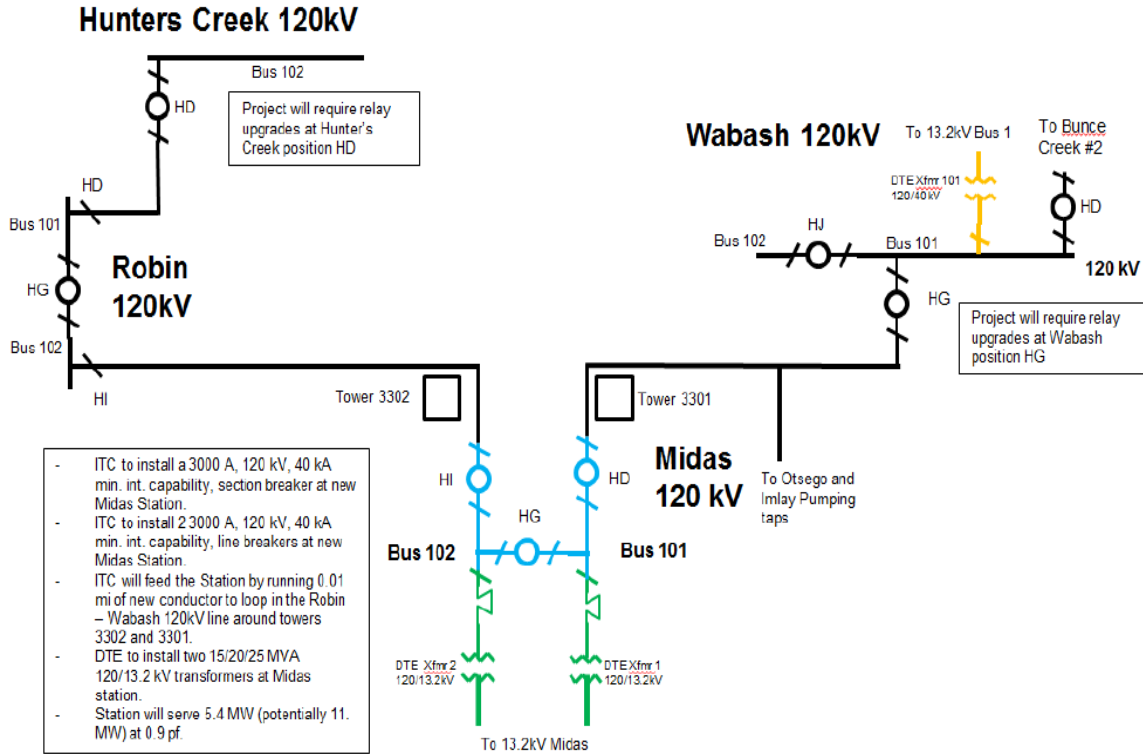 Hunters Creek 120kV
Bus 102
HD
Project will require relay
upgrades at Hunter's
Creek position HD
HD
Bus 101
Robin
120kV
HG
Bus 102
HI
Wabash 120kV
To 13.2kV Bus 1
To Bunce
Creek #2
DTE Xfmr 101
120/40 kV
HD
HJ
Bus 102
Bus 101
120 kV
HG
Project will require relay
upgrades at Wabash
position HG
Tower 3302
Tower 3301
Midas
120 kV
HI
HD
To Otsego and
Imlay Pumping
taps
HG
Bus 102
Bus 101
DTE Xfmr 2
120/13.2kV
DTE Xfmr 1
120/13.2kV
To 13.2kV Midas
- ITC to install a 3000 A, 120 kV, 40 kA
min. int. capability, section breaker at new
Midas Station.
- ITC to install 2 3000 A, 120 kV, 40 kA
min. int. capability, line breakers at new
Midas Station.
- ITC will feed the Station by running 0.01
mi of new conductor to loop in the Robin
– Wabash 120kV line around towers
3302 and 3301.
- DTE to install two 15/20/25 MVA
120/13.2 kV transformers at Midas
station.
- Station will serve 5.4 MW (potentially 11.
MW) at 0.9 pf.